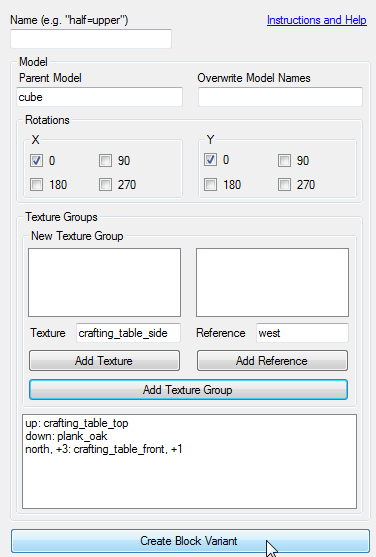 Name (e.g. "half=upper") Instructions and Help
Model
Parent Model Overwrite Model Names
cube
Rotations
X Y
0 90 0 90
180 270 180 270
Texture Groups
New Texture Group
Texture crafting_table_side Reference west
Add Texture Add Reference
Add Texture Group
up: crafting_table_top
down: plank_oak
north, +3: crafting_table_front, +1
Create Block Variant